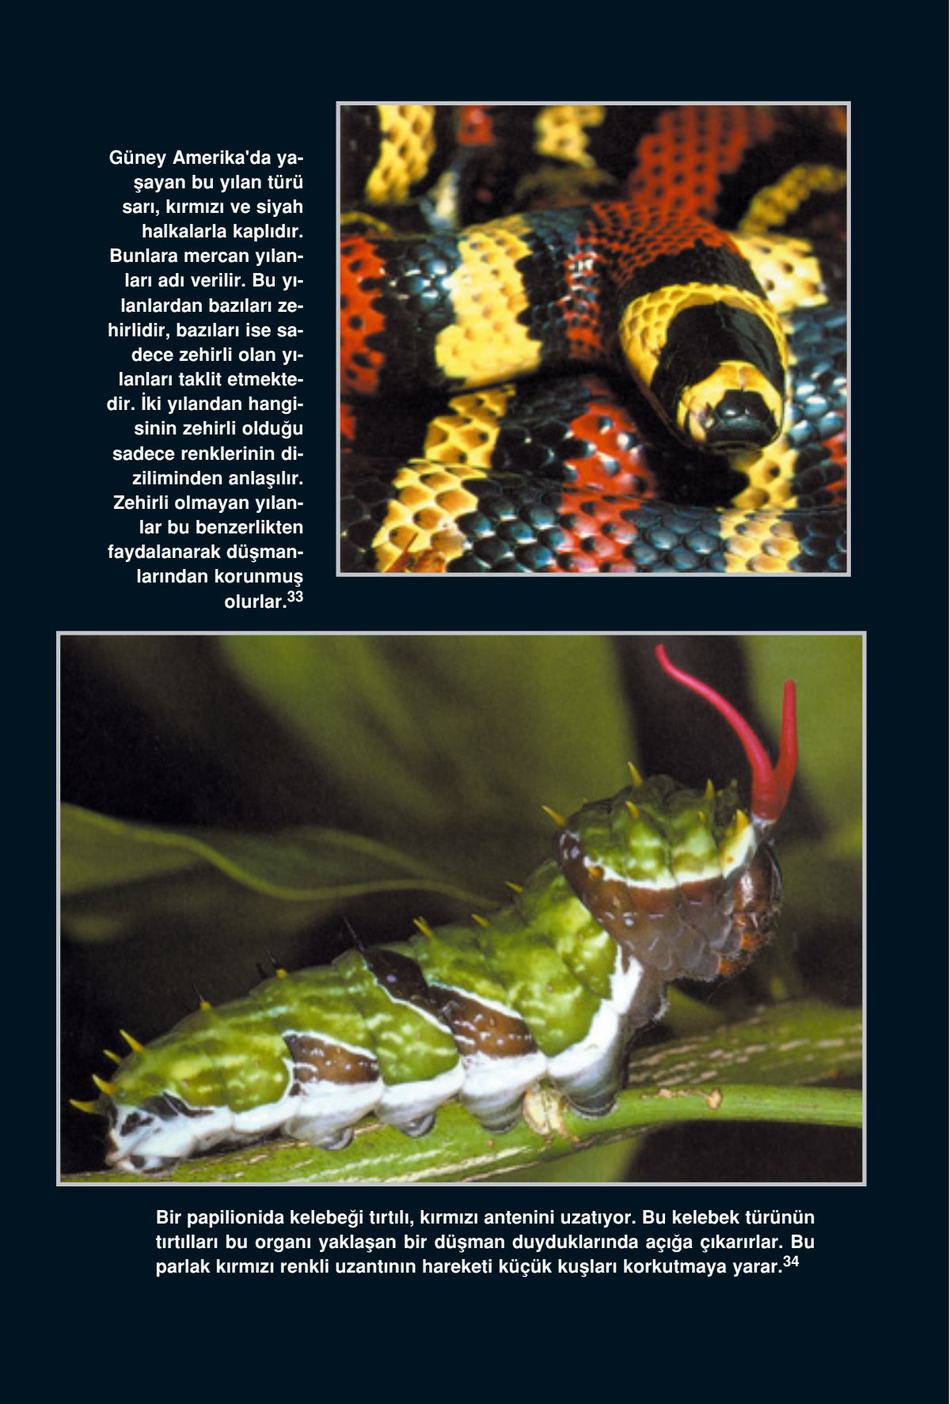 Güney Amerika'da ya-
şayan bu yılan türü
sarı, kırmızı ve siyah
halkalarla kaplıdır.
Bunlara mercan yılan-
ları adı verilir. Bu yı-
lanlardan bazıları ze-
hirlidir, bazıları ise sa-
dece zehirli olan yı-
lanları taklit etmekte-
dir. İki yılandan hangi-
sinin zehirli olduğu
sadece renklerinin di-
ziliminden anlaşılır.
Zehirli olmayan yılan-
lar bu benzerlikten
faydalanarak düşman-
larından korunmuş
olurlar.33
Bir papilionida kelebeği tırtılı, kırmızı antenini uzatıyor. Bu kelebek türünün
tırtılları bu organı yaklaşan bir düşman duyduklarında açığa çıkarırlar. Bu
parlak kırmızı renkli uzantının hareketi küçük kuşları korkutmaya yarar.34